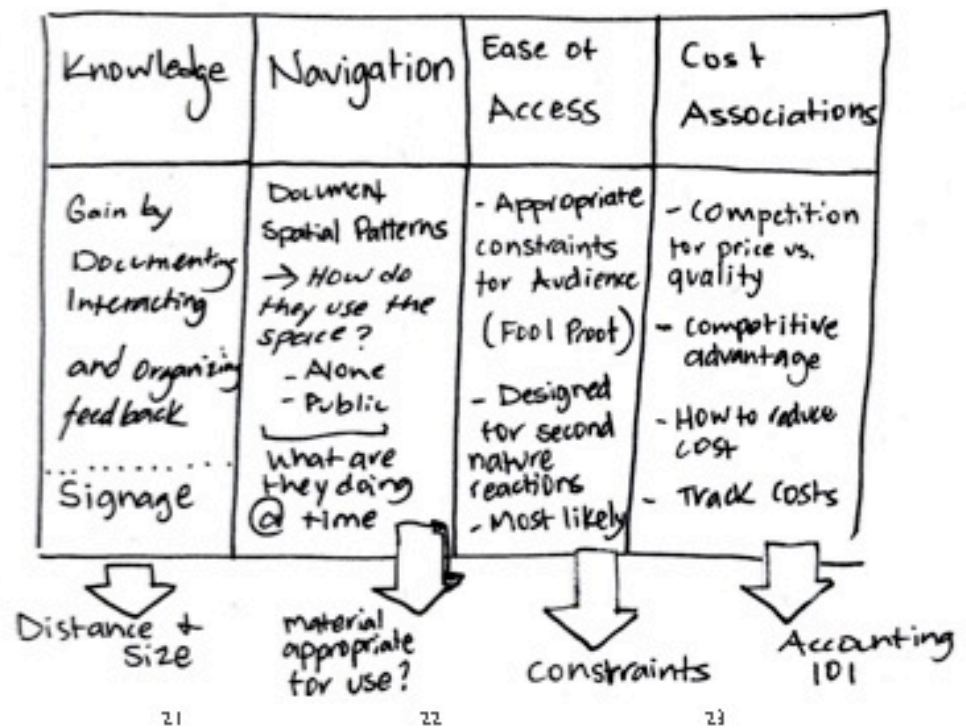 Knowledge
Navigation
Ease of
Access
Cost
Associations
Gain by
Documenting
Interacting
and organizing
feedback
Signage
Document
Spatial Patterns
→ How do
they use the
space?
- Alone
- Public
what are
they doing
@ time
- Appropriate
constraints
for Audience
(Fool Proof)
- Designed
for second
nature
reactions
- Most likely
- Competition
for price vs.
quality
- competitive
advantage
- How to reduce
cost
- Track costs
Distance +
Size
material
appropriate
for use?
constraints
Accounting
101
21
22
23